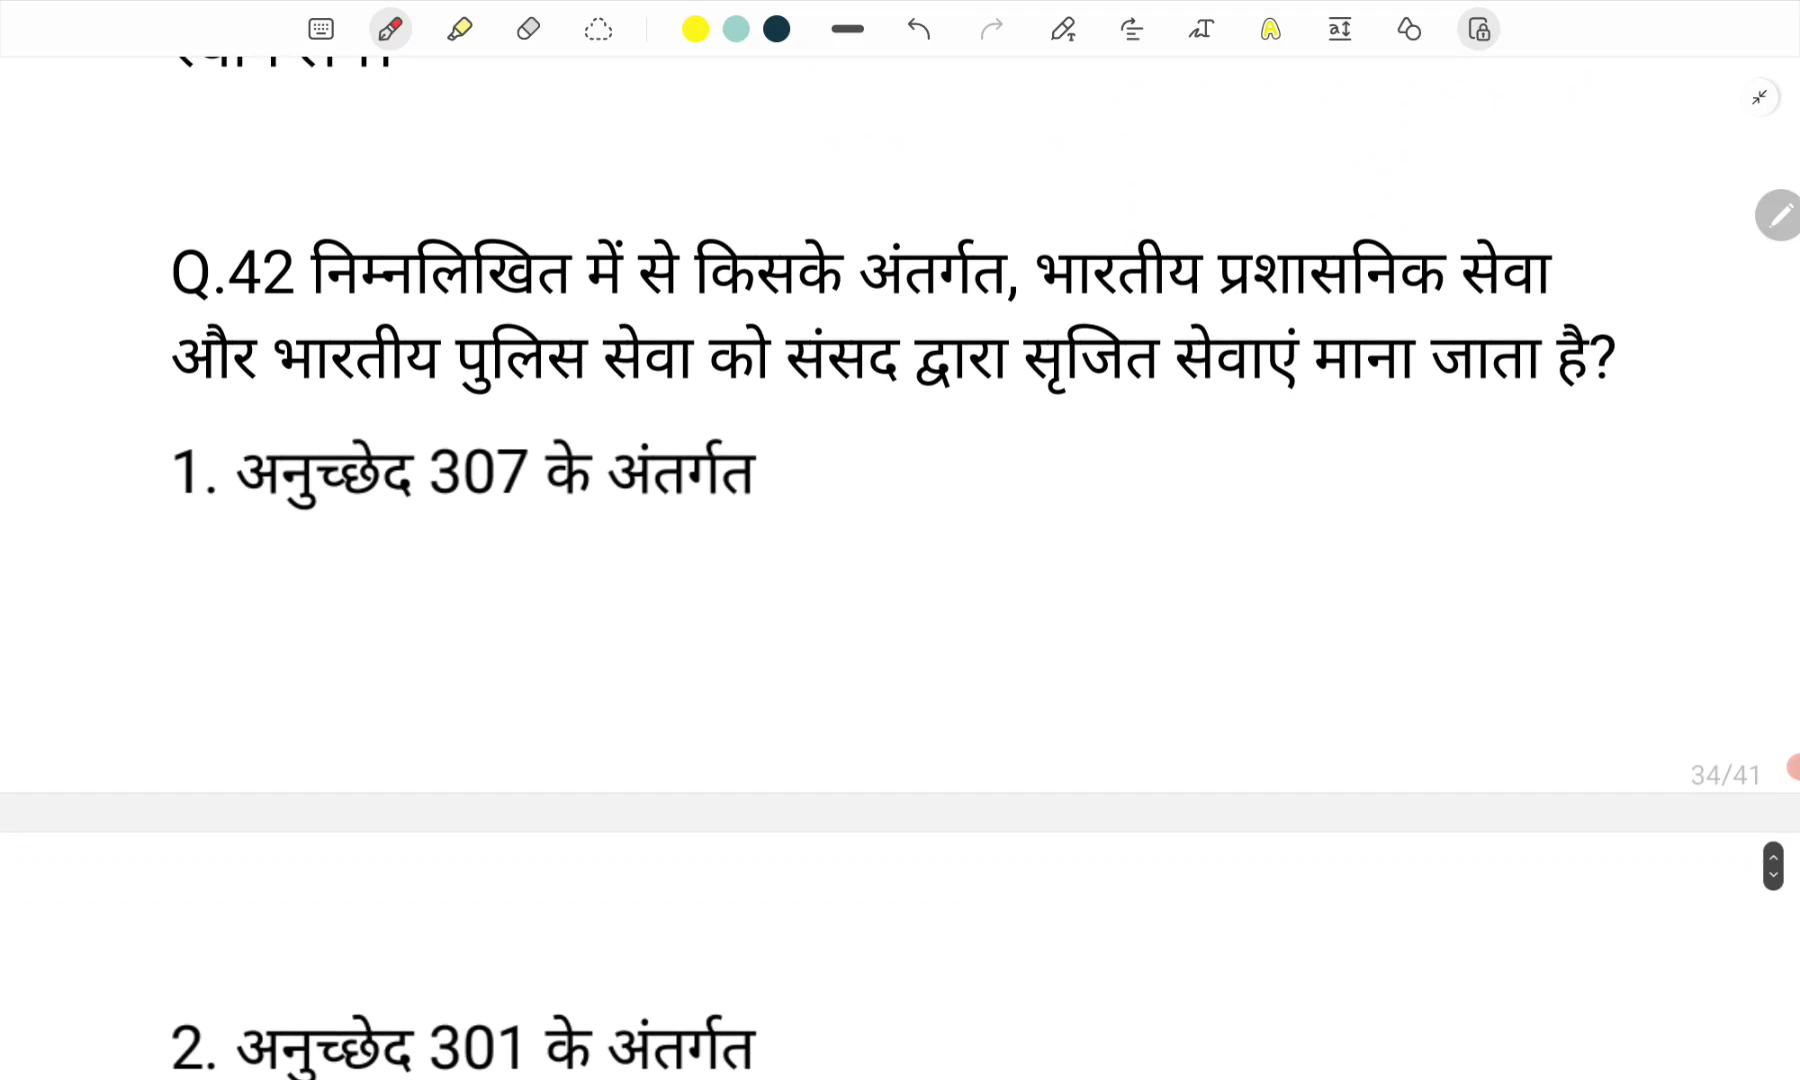 Q.42 निम्नलिखित में से किसके अंतर्गत, भारतीय प्रशासनिक सेवा
और भारतीय पुलिस सेवा को संसद द्वारा सृजित सेवाएं माना जाता है?
1. अनुच्छेद 307 के अंतर्गत
34/41
2. अनुच्छेद 301 के अंतर्गत